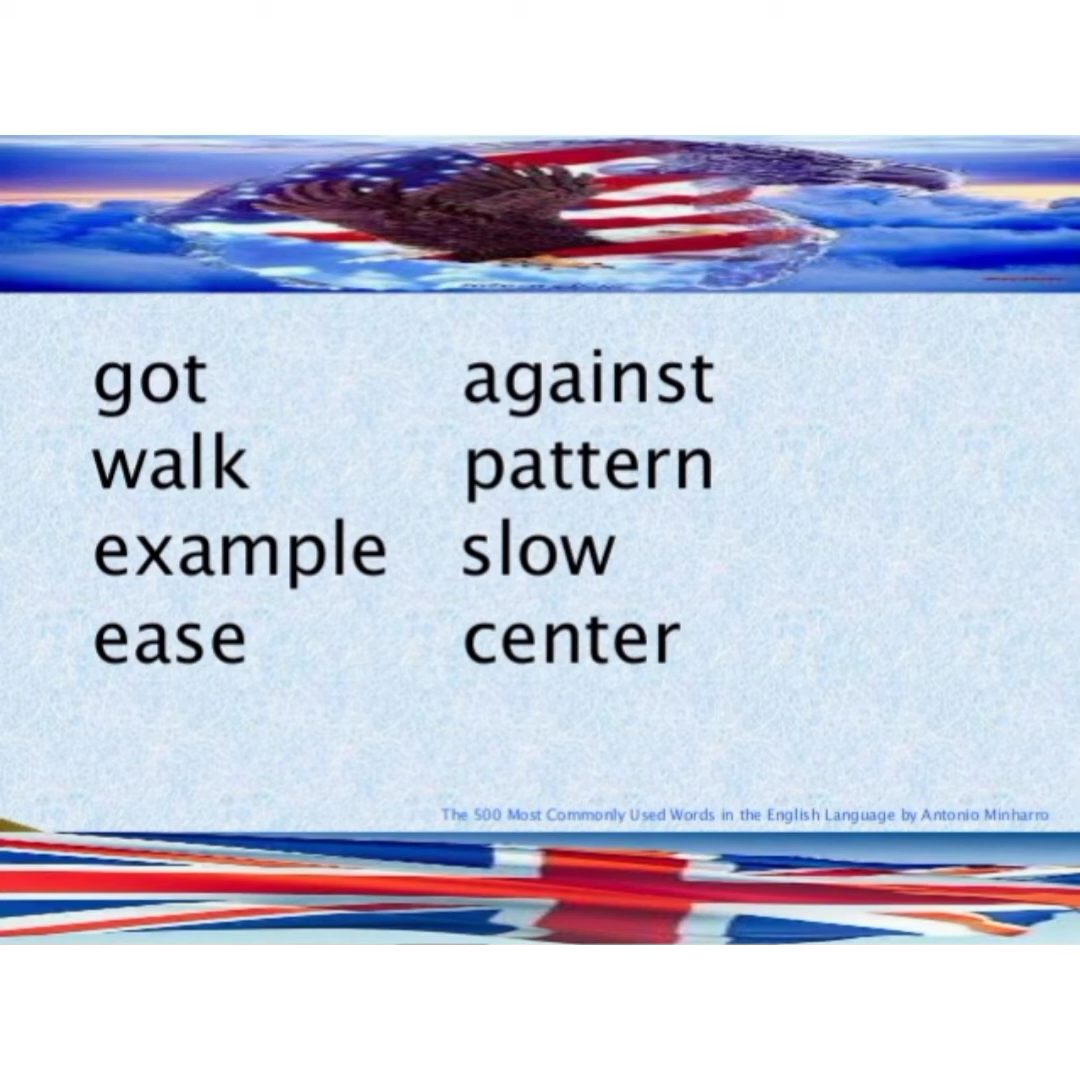 got against
walk pattern
example slow
ease center
The 500 Most Commonly Used Words in the English Language by Antonio Minharro